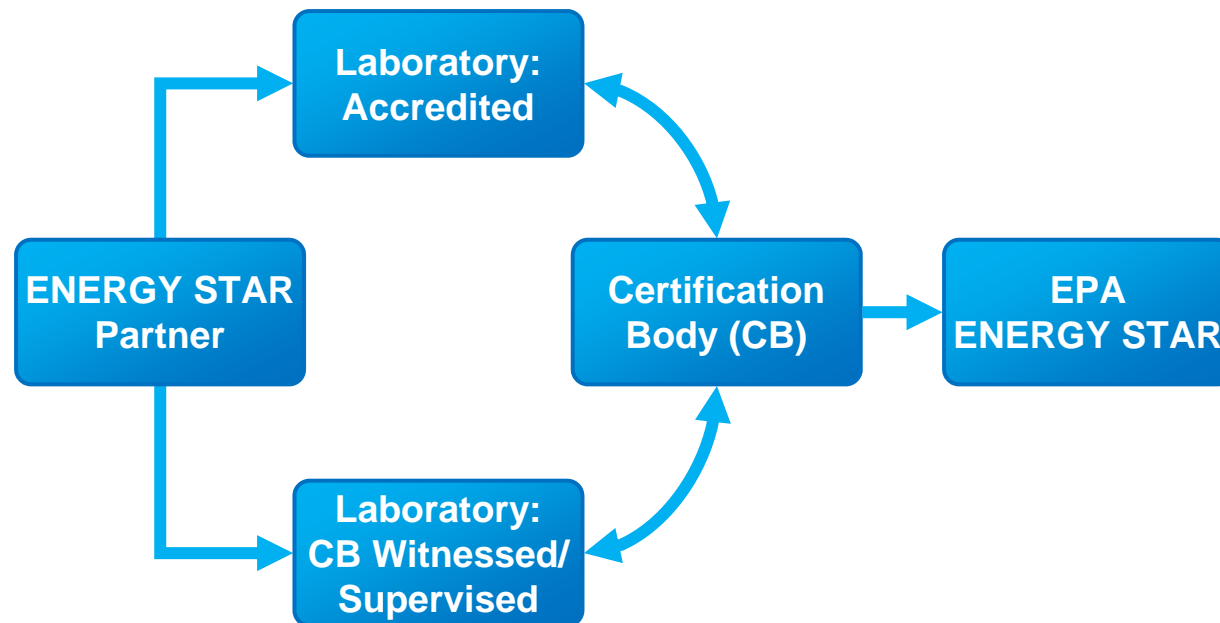 Laboratory:
Accredited
ENERGY STAR
Partner
Certification
Body (CB)
EPA
ENERGY STAR
Laboratory:
CB Witnessed/
Supervised